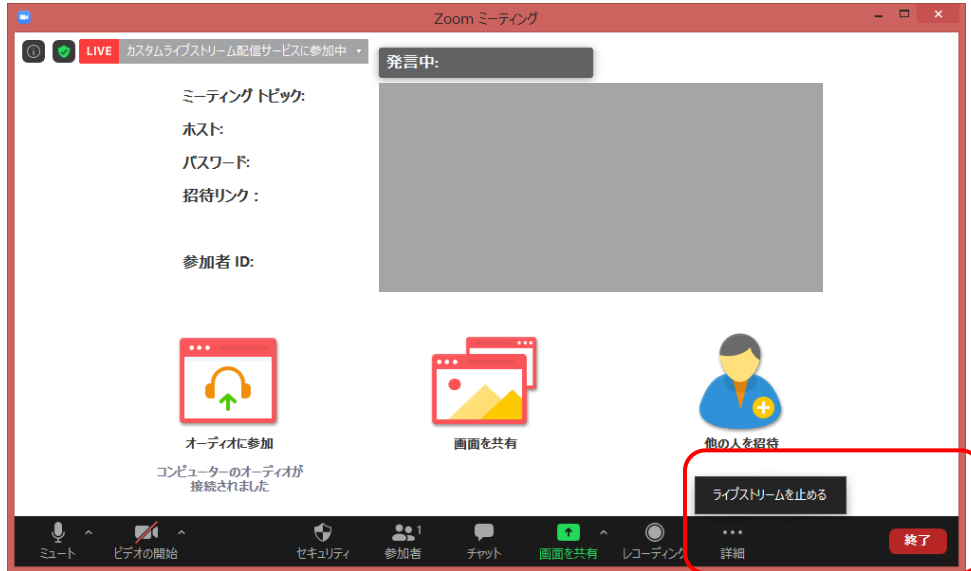 Zoom ミーティング
LIVE カスタムライブストリーム配信サービスに参加中
発言中:
ミーティング トピック:
ホスト:
パスワード:
招待リンク :
参加者 ID:
オーディオに参加
画面を共有
他の人を招待
コンピューターのオーディオが
接続されました
ライブストリームを止める
ミュート
ビデオの開始
セキュリティ
1
参加者
チャット
画面を共有
レコーディング
詳細
終了